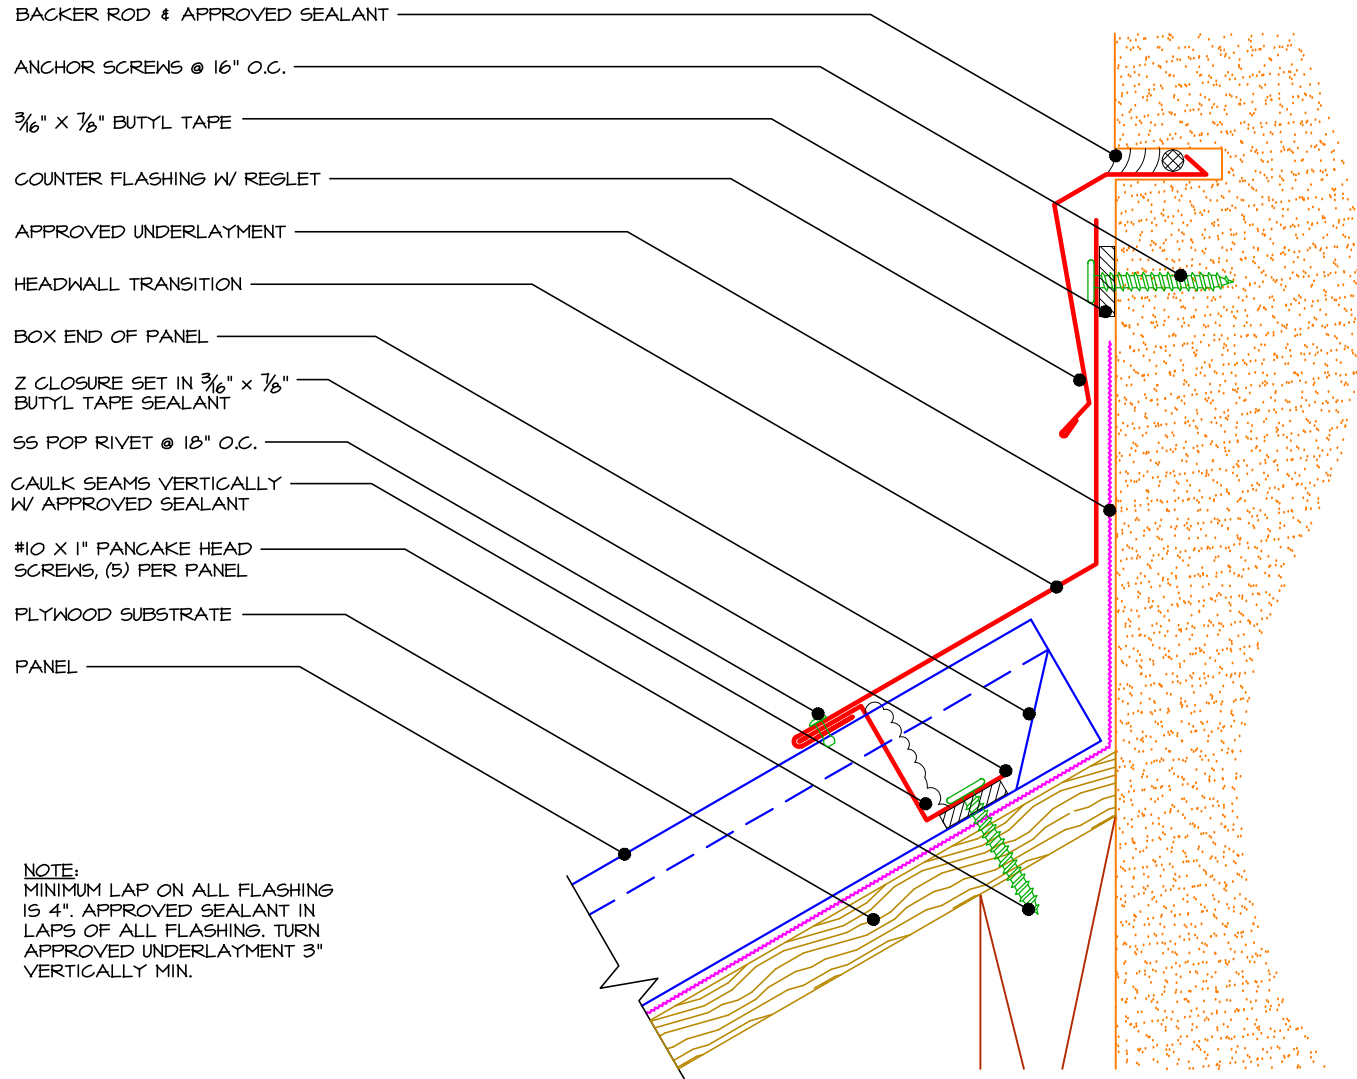 BACKER ROD & APPROVED SEALANT
ANCHOR SCREWS @ 16" O.C.
3/16" X 7/8" BUTYL TAPE
COUNTER FLASHING W/ REGLET
APPROVED UNDERLAYMENT
HEADWALL TRANSITION
BOX END OF PANEL
Z CLOSURE SET IN 3/16" X 7/8"
BUTYL TAPE SEALANT
SS POP RIVET @ 18" O.C.
CAULK SEAMS VERTICALLY
W/ APPROVED SEALANT
#10 X 1" PANCAKE HEAD
SCREWS, (5) PER PANEL
PLYWOOD SUBSTRATE
PANEL
NOTE:
MINIMUM LAP ON ALL FLASHING
IS 4". APPROVED SEALANT IN
LAPS OF ALL FLASHING. TURN
APPROVED UNDERLAYMENT 3"
VERTICALLY MIN.